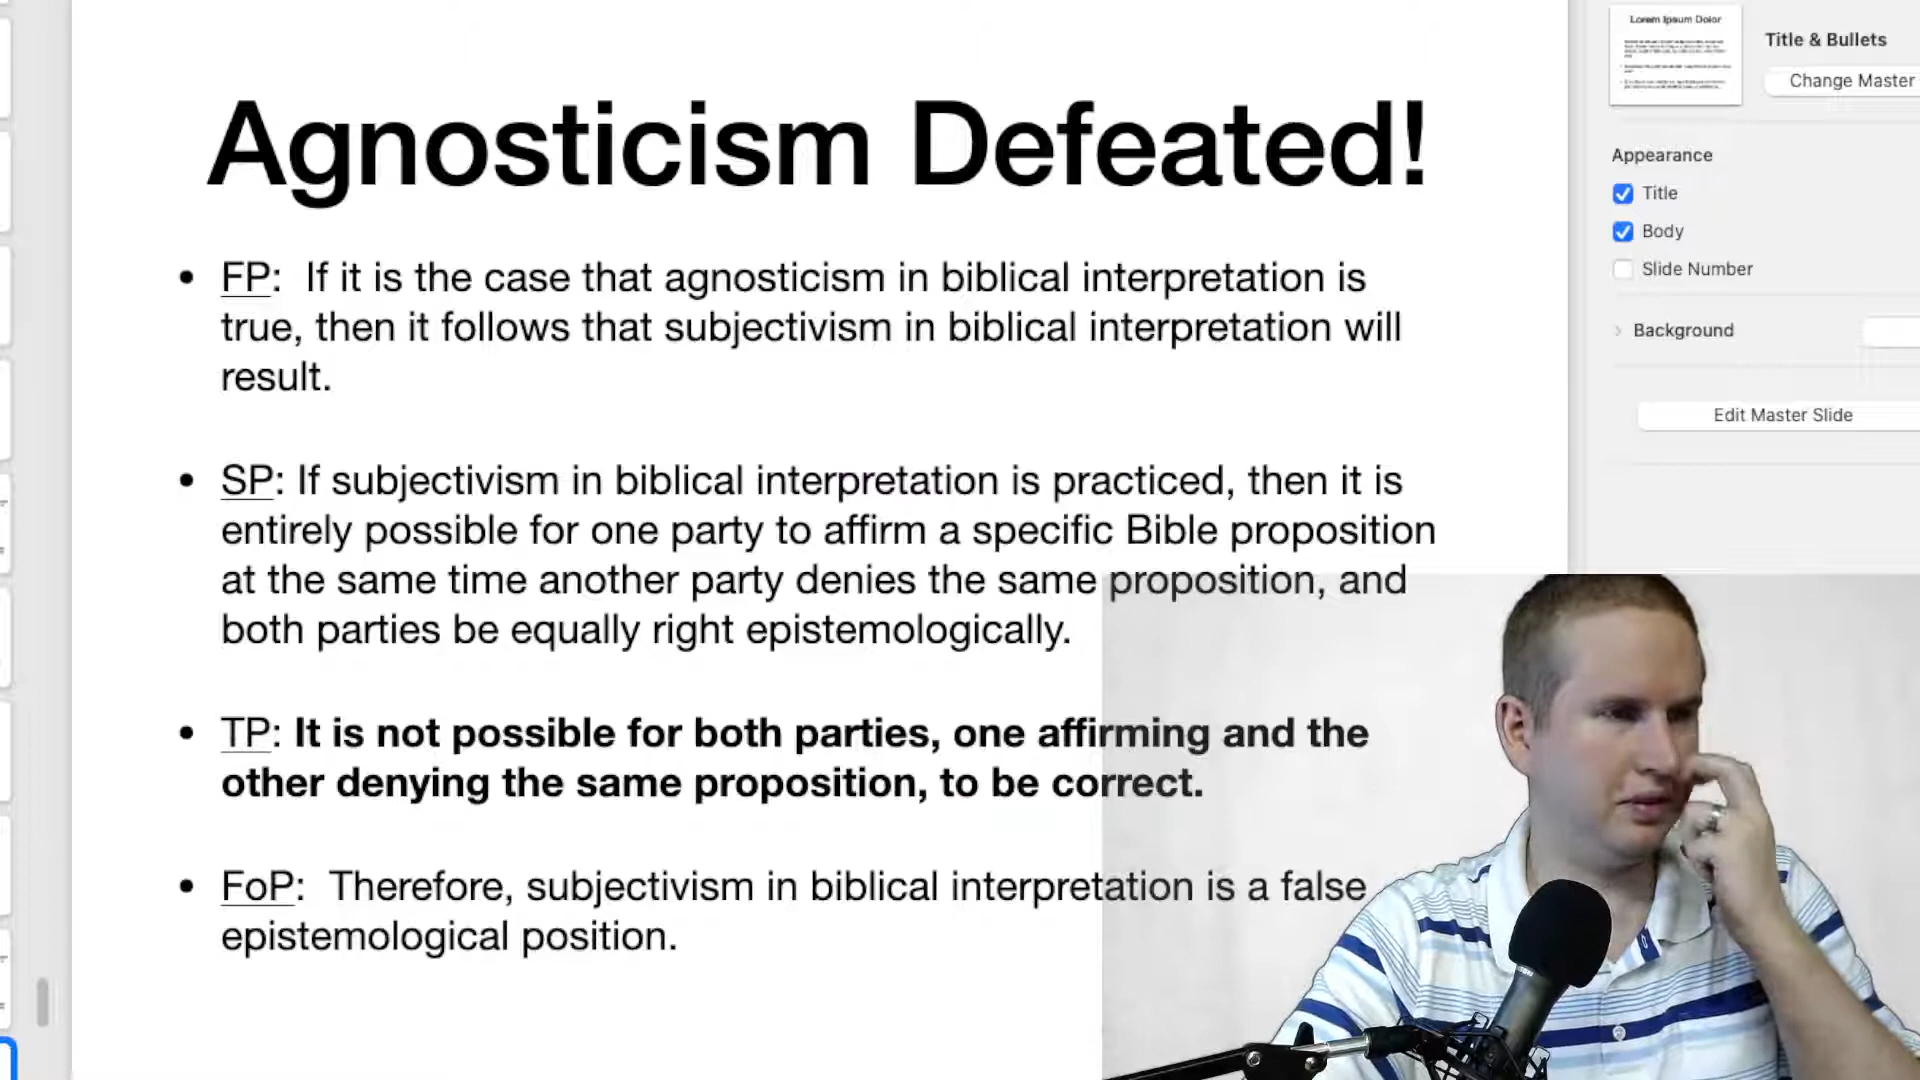 Agnosticism Defeated!
• FP: If it is the case that agnosticism in biblical interpretation is
true, then it follows that subjectivism in biblical interpretation will
result.
• SP: If subjectivism in biblical interpretation is practiced, then it is
entirely possible for one party to affirm a specific Bible proposition
at the same time another party denies the same proposition, and
both parties be equally right epistemologically.
• TP: It is not possible for both parties, one affirming and the
other denying the same proposition, to be correct.
• FoP: Therefore, subjectivism in biblical interpretation is a false
epistemological position.
Lorem Ipsum Dolor
Title & Bullets
Change Master
Appearance
Title
Body
Slide Number
Background
Edit Master Slide